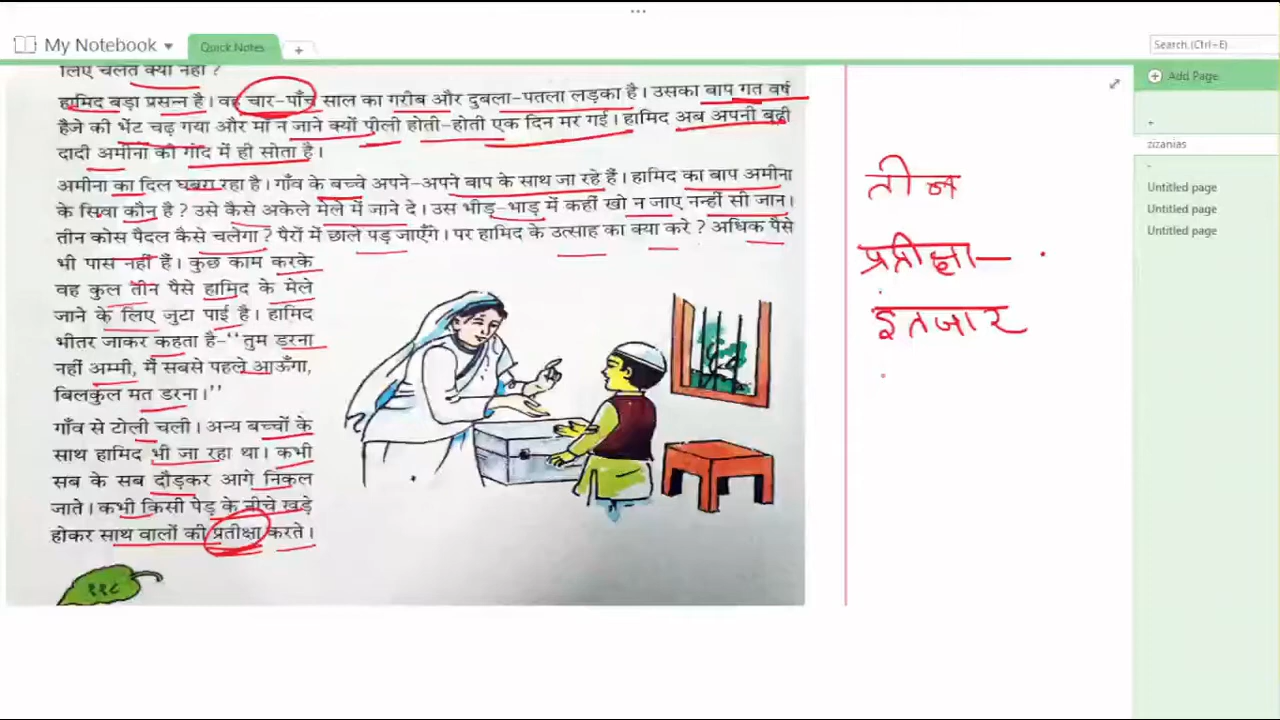 My Notebook
Quick Notes
+
Search (Ctrl+E)
Add Page
+
zizanias
Untitled page
Untitled page
Untitled page
लिए चलते क्यों नहीं ?
हामिद बड़ा प्रसन्न है। वह चार-पाँच साल का गरीब और दुबला-पतला लड़का है। उसका बाप गत वर्ष
हैजे की भेंट चढ़ गया और माँ न जाने क्यों पीली होती-होती एक दिन मर गई। हामिद अब अपनी बूढ़ी
दादी अमीना की गोद में ही सोता है।
अमीना का दिल घबरा रहा है। गाँव के बच्चे अपने-अपने बाप के साथ जा रहे हैं। हामिद का बाप अमीना
के सिवा कौन है ? उसे कैसे अकेले मेले में जाने दे। उस भीड़-भाड़ में कहीं खो न जाए नन्हीं सी जान।
तीन कोस पैदल कैसे चलेगा ? पैरों में छाले पड़ जाएँगे। पर हामिद के उत्साह का क्या करे ? अधिक पैसे
भी पास नहीं हैं। कुछ काम करके
वह कुल तीन पैसे हामिद के मेले
जाने के लिए जुटा पाई है। हामिद
भीतर जाकर कहता है-''तुम डरना
नहीं अम्मी, मैं सबसे पहले आऊँगा,
बिलकुल मत डरना।''
गाँव से टोली चली। अन्य बच्चों के
साथ हामिद भी जा रहा था। कभी
सब के सब दौड़कर आगे निकल
जाते। कभी किसी पेड़ के नीचे खड़े
होकर साथ वालों की प्रतीक्षा करते।
११८
तीन
प्रतीक्षा—
इंतजार